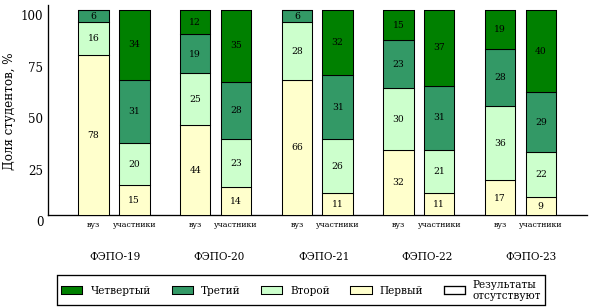 Доля студентов, %
100
75
50
25
0
6 34 12 35 6 32 15 37 19 40
16 31 19 28 28 31 23 31 28 29
78 20 25 23 66 26 30 21 36 22
15 44 14 11 32 11 17 9
вуз участники вуз участники вуз участники вуз участники вуз участники
ФЭПО-19 ФЭПО-20 ФЭПО-21 ФЭПО-22 ФЭПО-23
Четвертый Третий Второй Первый Результаты
отсутствуют